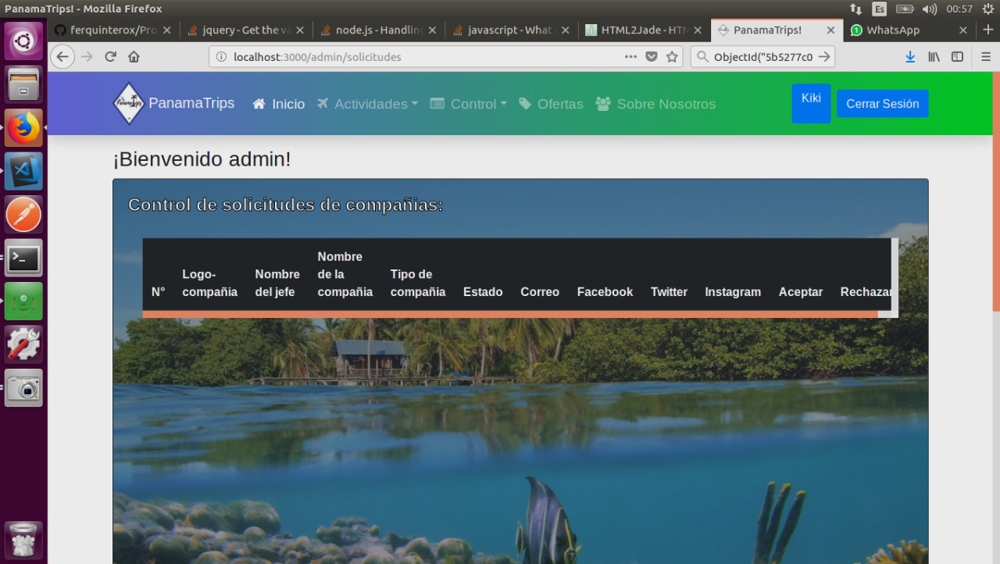 PanamaTrips! - Mozilla Firefox
Es
00:57
ferquinterox/Pro
jquery - Get the va
node.js - Handling
javascript - What
HTML2Jade - HTM
PanamaTrips!
WhatsApp
localhost:3000/admin/solicitudes
ObjectId("5b5277c0
PanamaTrips
Inicio
Actividades
Control
Ofertas
Sobre Nosotros
Kiki
Cerrar Sesión
¡Bienvenido admin!
Control de solicitudes de compañias:
N°
Logo-
compañia
Nombre
del jefe
Nombre
de la
compañia
Tipo de
compañia
Estado
Correo
Facebook
Twitter
Instagram
Aceptar
Rechazar